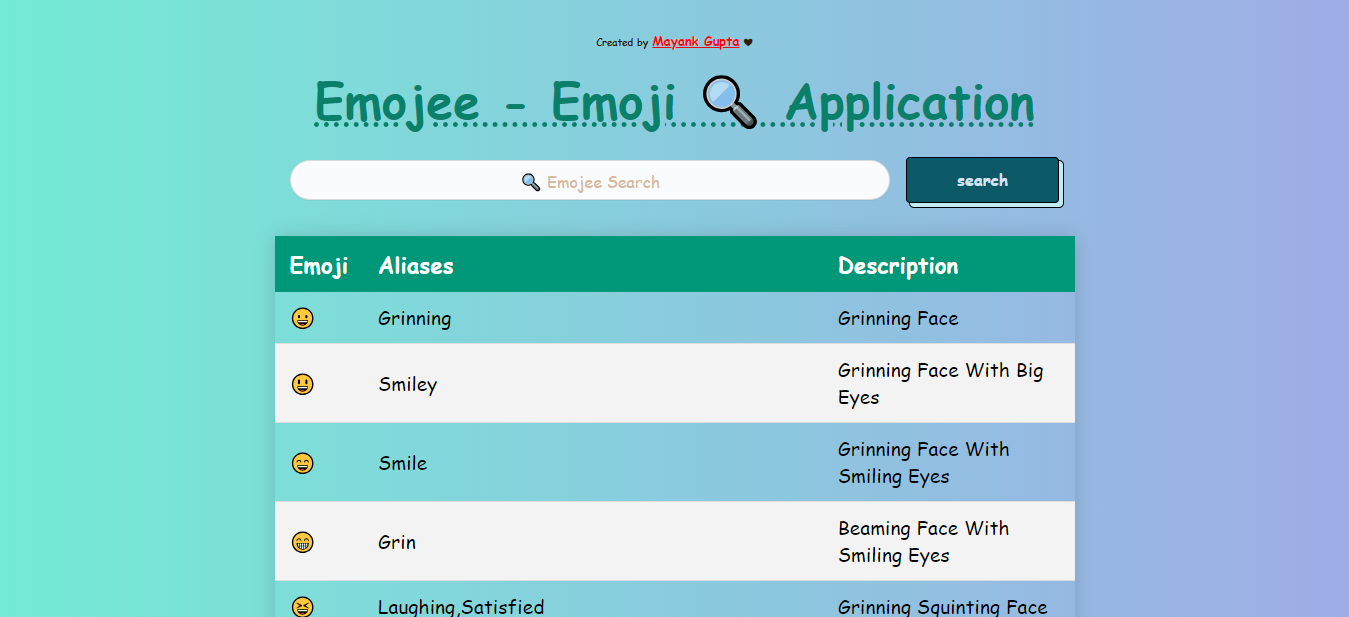 Created by Mayank Gupta ❤
Emojee - Emoji 🔍 Application
🔍 Emojee Search
search
Emoji Aliases Description
😀 Grinning Grinning Face
😃 Smiley Grinning Face With Big
Eyes
😄 Smile Grinning Face With
Smiling Eyes
😁 Grin Beaming Face With
Smiling Eyes
😆 Laughing,Satisfied Grinning Squinting Face